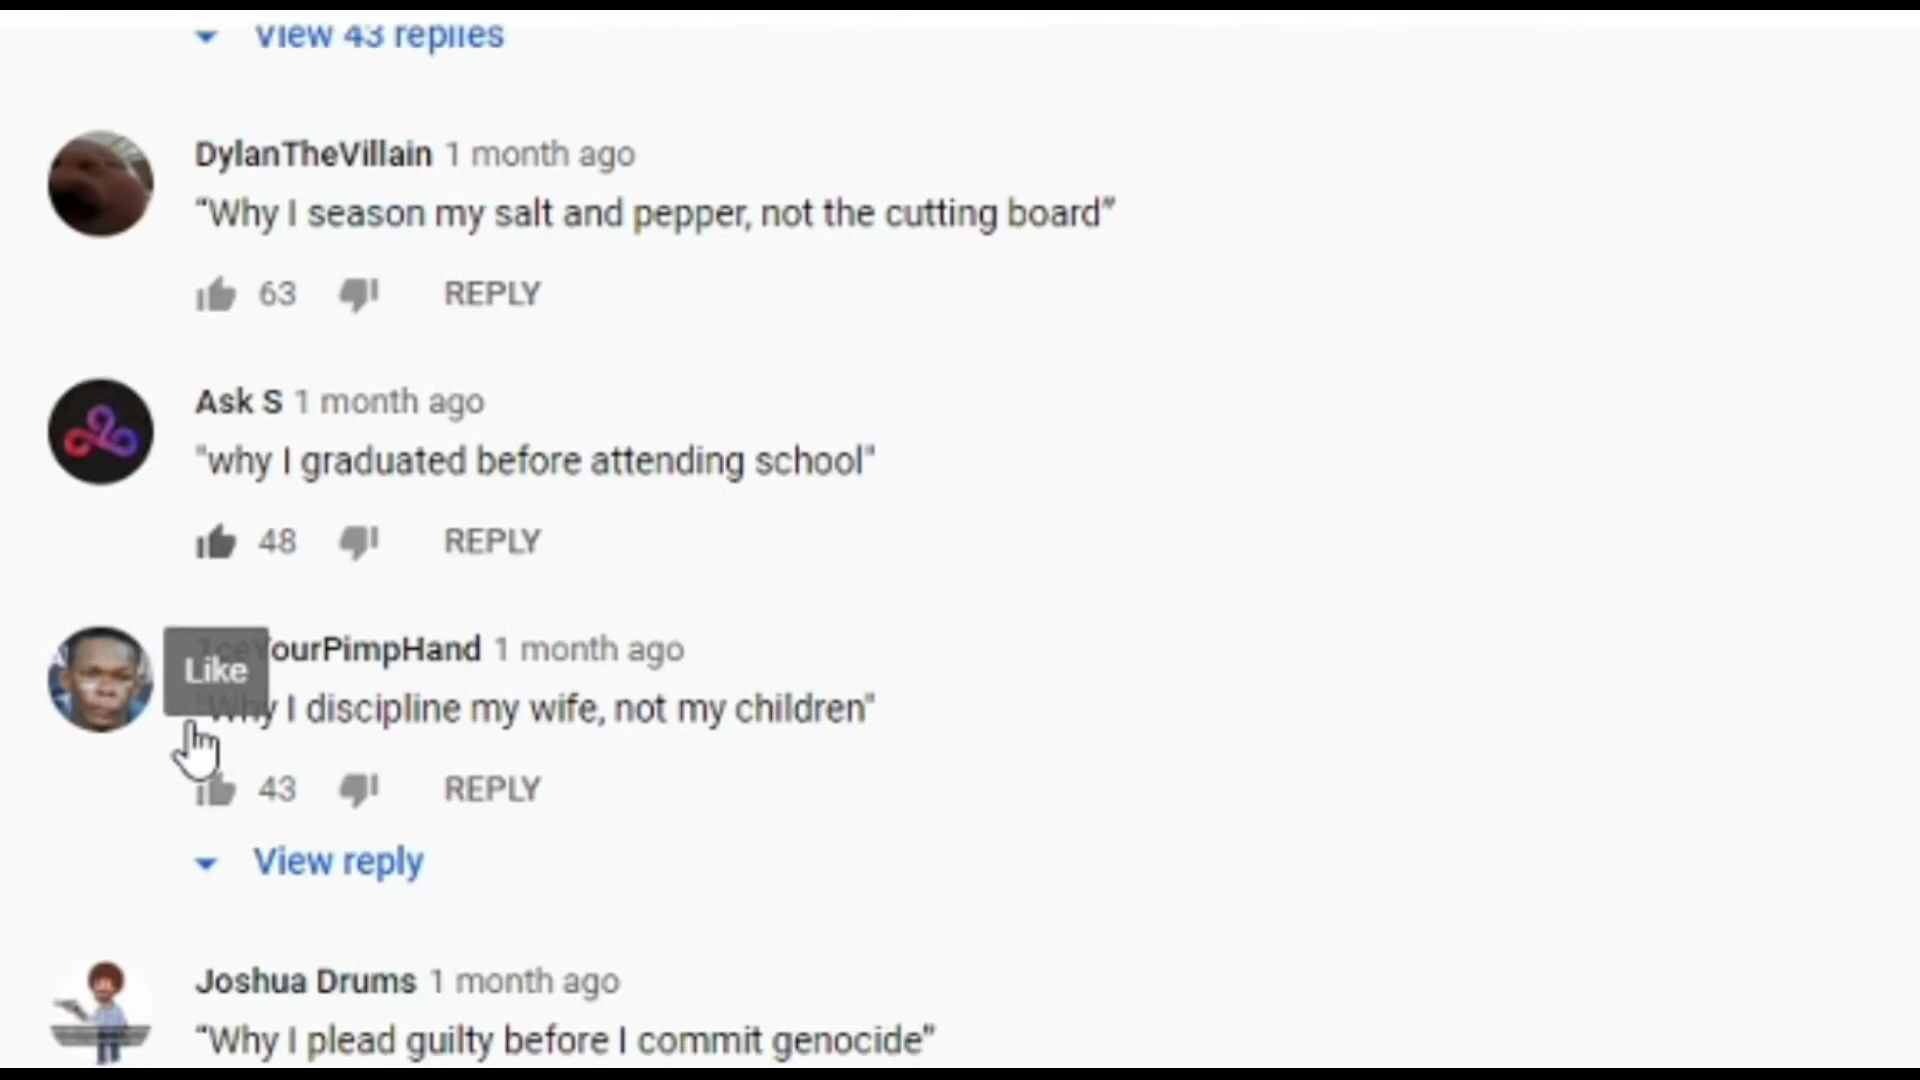 View 43 replies
DylanTheVillain 1 month ago
“Why I season my salt and pepper, not the cutting board”
63 REPLY
Ask S 1 month ago
"why I graduated before attending school"
48 REPLY
YourPimpHand 1 month ago
Like
"Why I discipline my wife, not my children"
43 REPLY
View reply
Joshua Drums 1 month ago
“Why I plead guilty before I commit genocide”